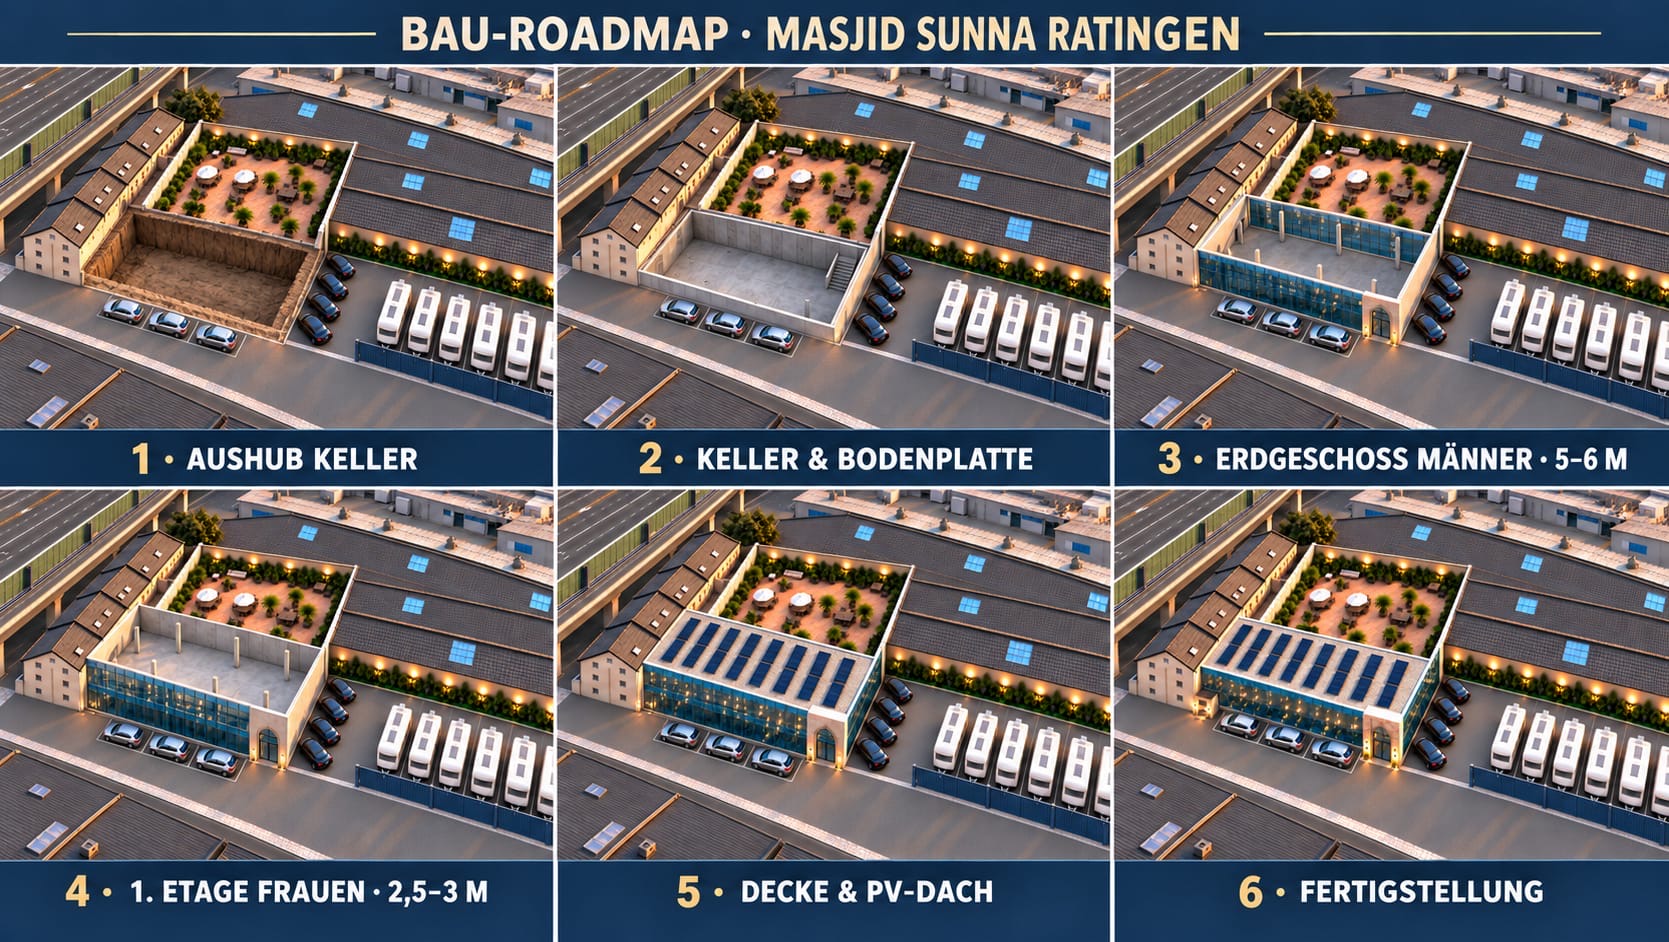 BAU-ROADMAP · MASJID SUNNA RATINGEN
1 · AUSHUB KELLER
2 · KELLER & BODENPLATTE
3 · ERDGESCHOSS MÄNNER · 5–6 M
4 · 1. ETAGE FRAUEN · 2,5–3 M
5 · DECKE & PV-DACH
6 · FERTIGSTELLUNG